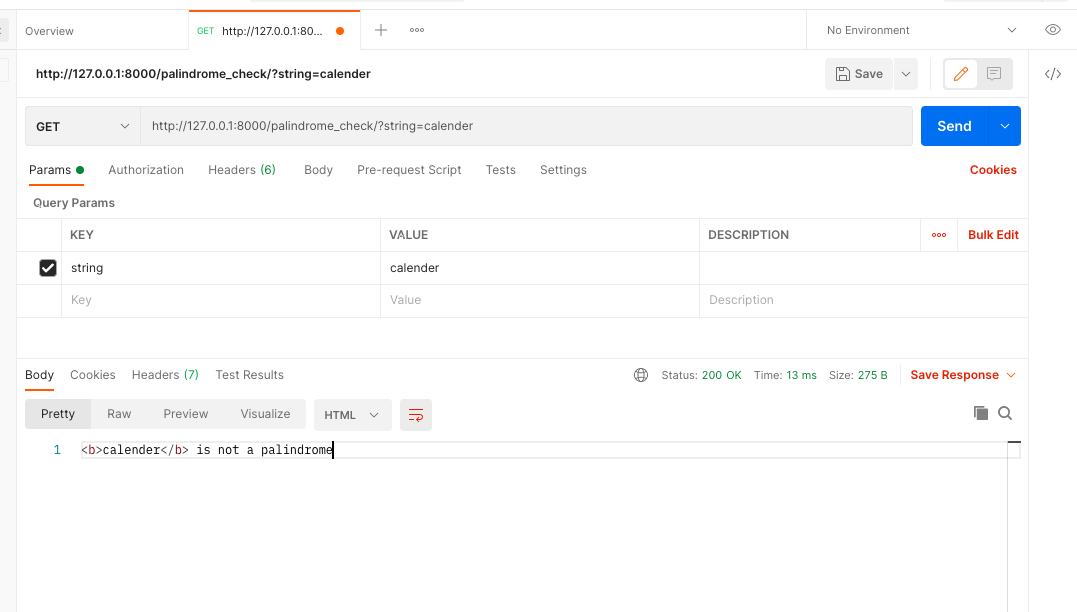 Overview
GET http://127.0.0.1:80...
No Environment
http://127.0.0.1:8000/palindrome_check/?string=calender
Save
GET http://127.0.0.1:8000/palindrome_check/?string=calender Send
Params Authorization Headers (6) Body Pre-request Script Tests Settings Cookies
Query Params
KEY VALUE DESCRIPTION Bulk Edit
string calender
Key Value Description
Body Cookies Headers (7) Test Results Status: 200 OK Time: 13 ms Size: 275 B Save Response
Pretty Raw Preview Visualize HTML
1 <b>calender</b> is not a palindrome